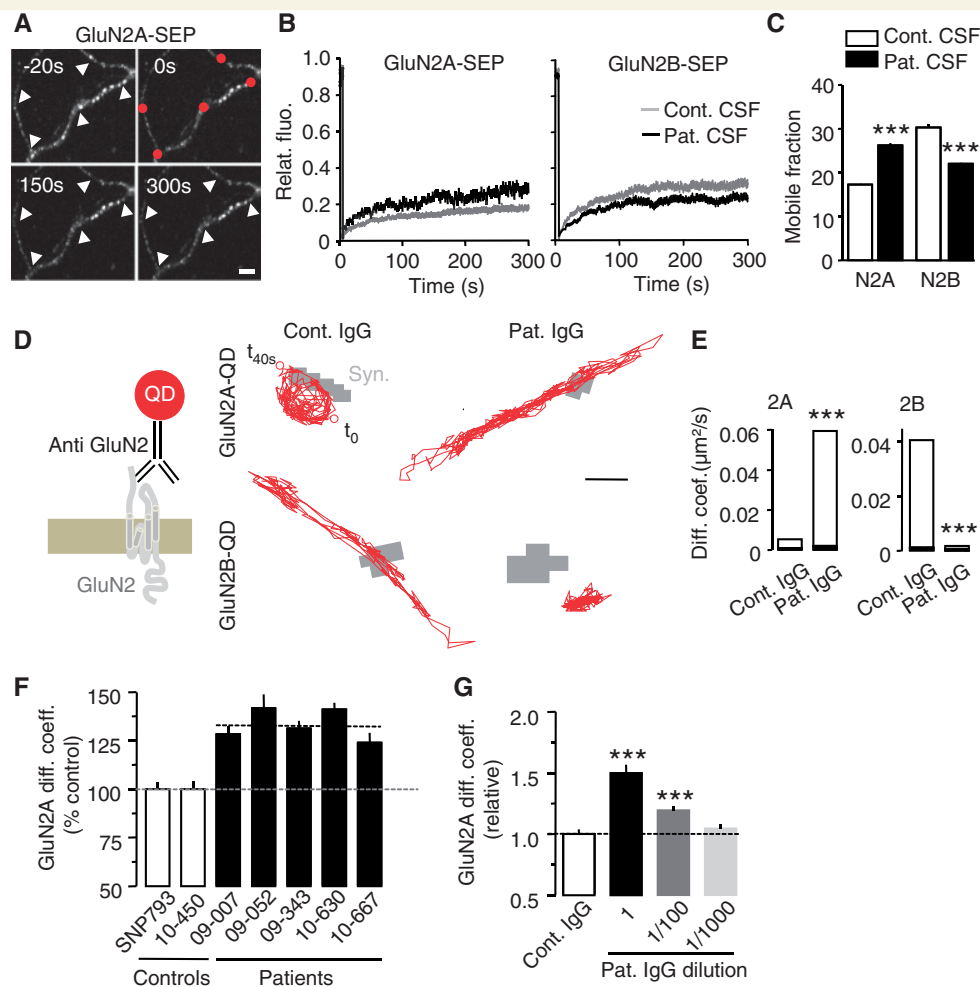 A
GluN2A-SEP
-20s
0s
150s
300s
B
GluN2A-SEP
GluN2B-SEP
Cont. CSF
Pat. CSF
Relat. fluo.
1.0
0.8
0.6
0.4
0.2
0
0 100 200 300
0 100 200 300
Time (s)
Time (s)
C
Cont. CSF
Pat. CSF
Mobile fraction
40
30
20
10
0
***
***
N2A
N2B
D
QD
Anti GluN2
GluN2
Cont. IgG
Pat. IgG
GluN2A-QD
GluN2B-QD
t40s
Syn.
t0
E
2A
2B
***
***
Diff. coef.(µm²/s)
0.06
0.04
0.02
0
0.04
0.02
0
Cont. IgG
Pat. IgG
Cont. IgG
Pat. IgG
F
GluN2A diff. coeff.
(% control)
150
125
100
75
50
SNP793
10-450
09-007
09-052
09-343
10-630
10-667
Controls
Patients
G
GluN2A diff. coeff.
(relative)
2.0
1.5
1.0
0.5
***
***
Cont. IgG
1
1/100
1/1000
Pat. IgG dilution